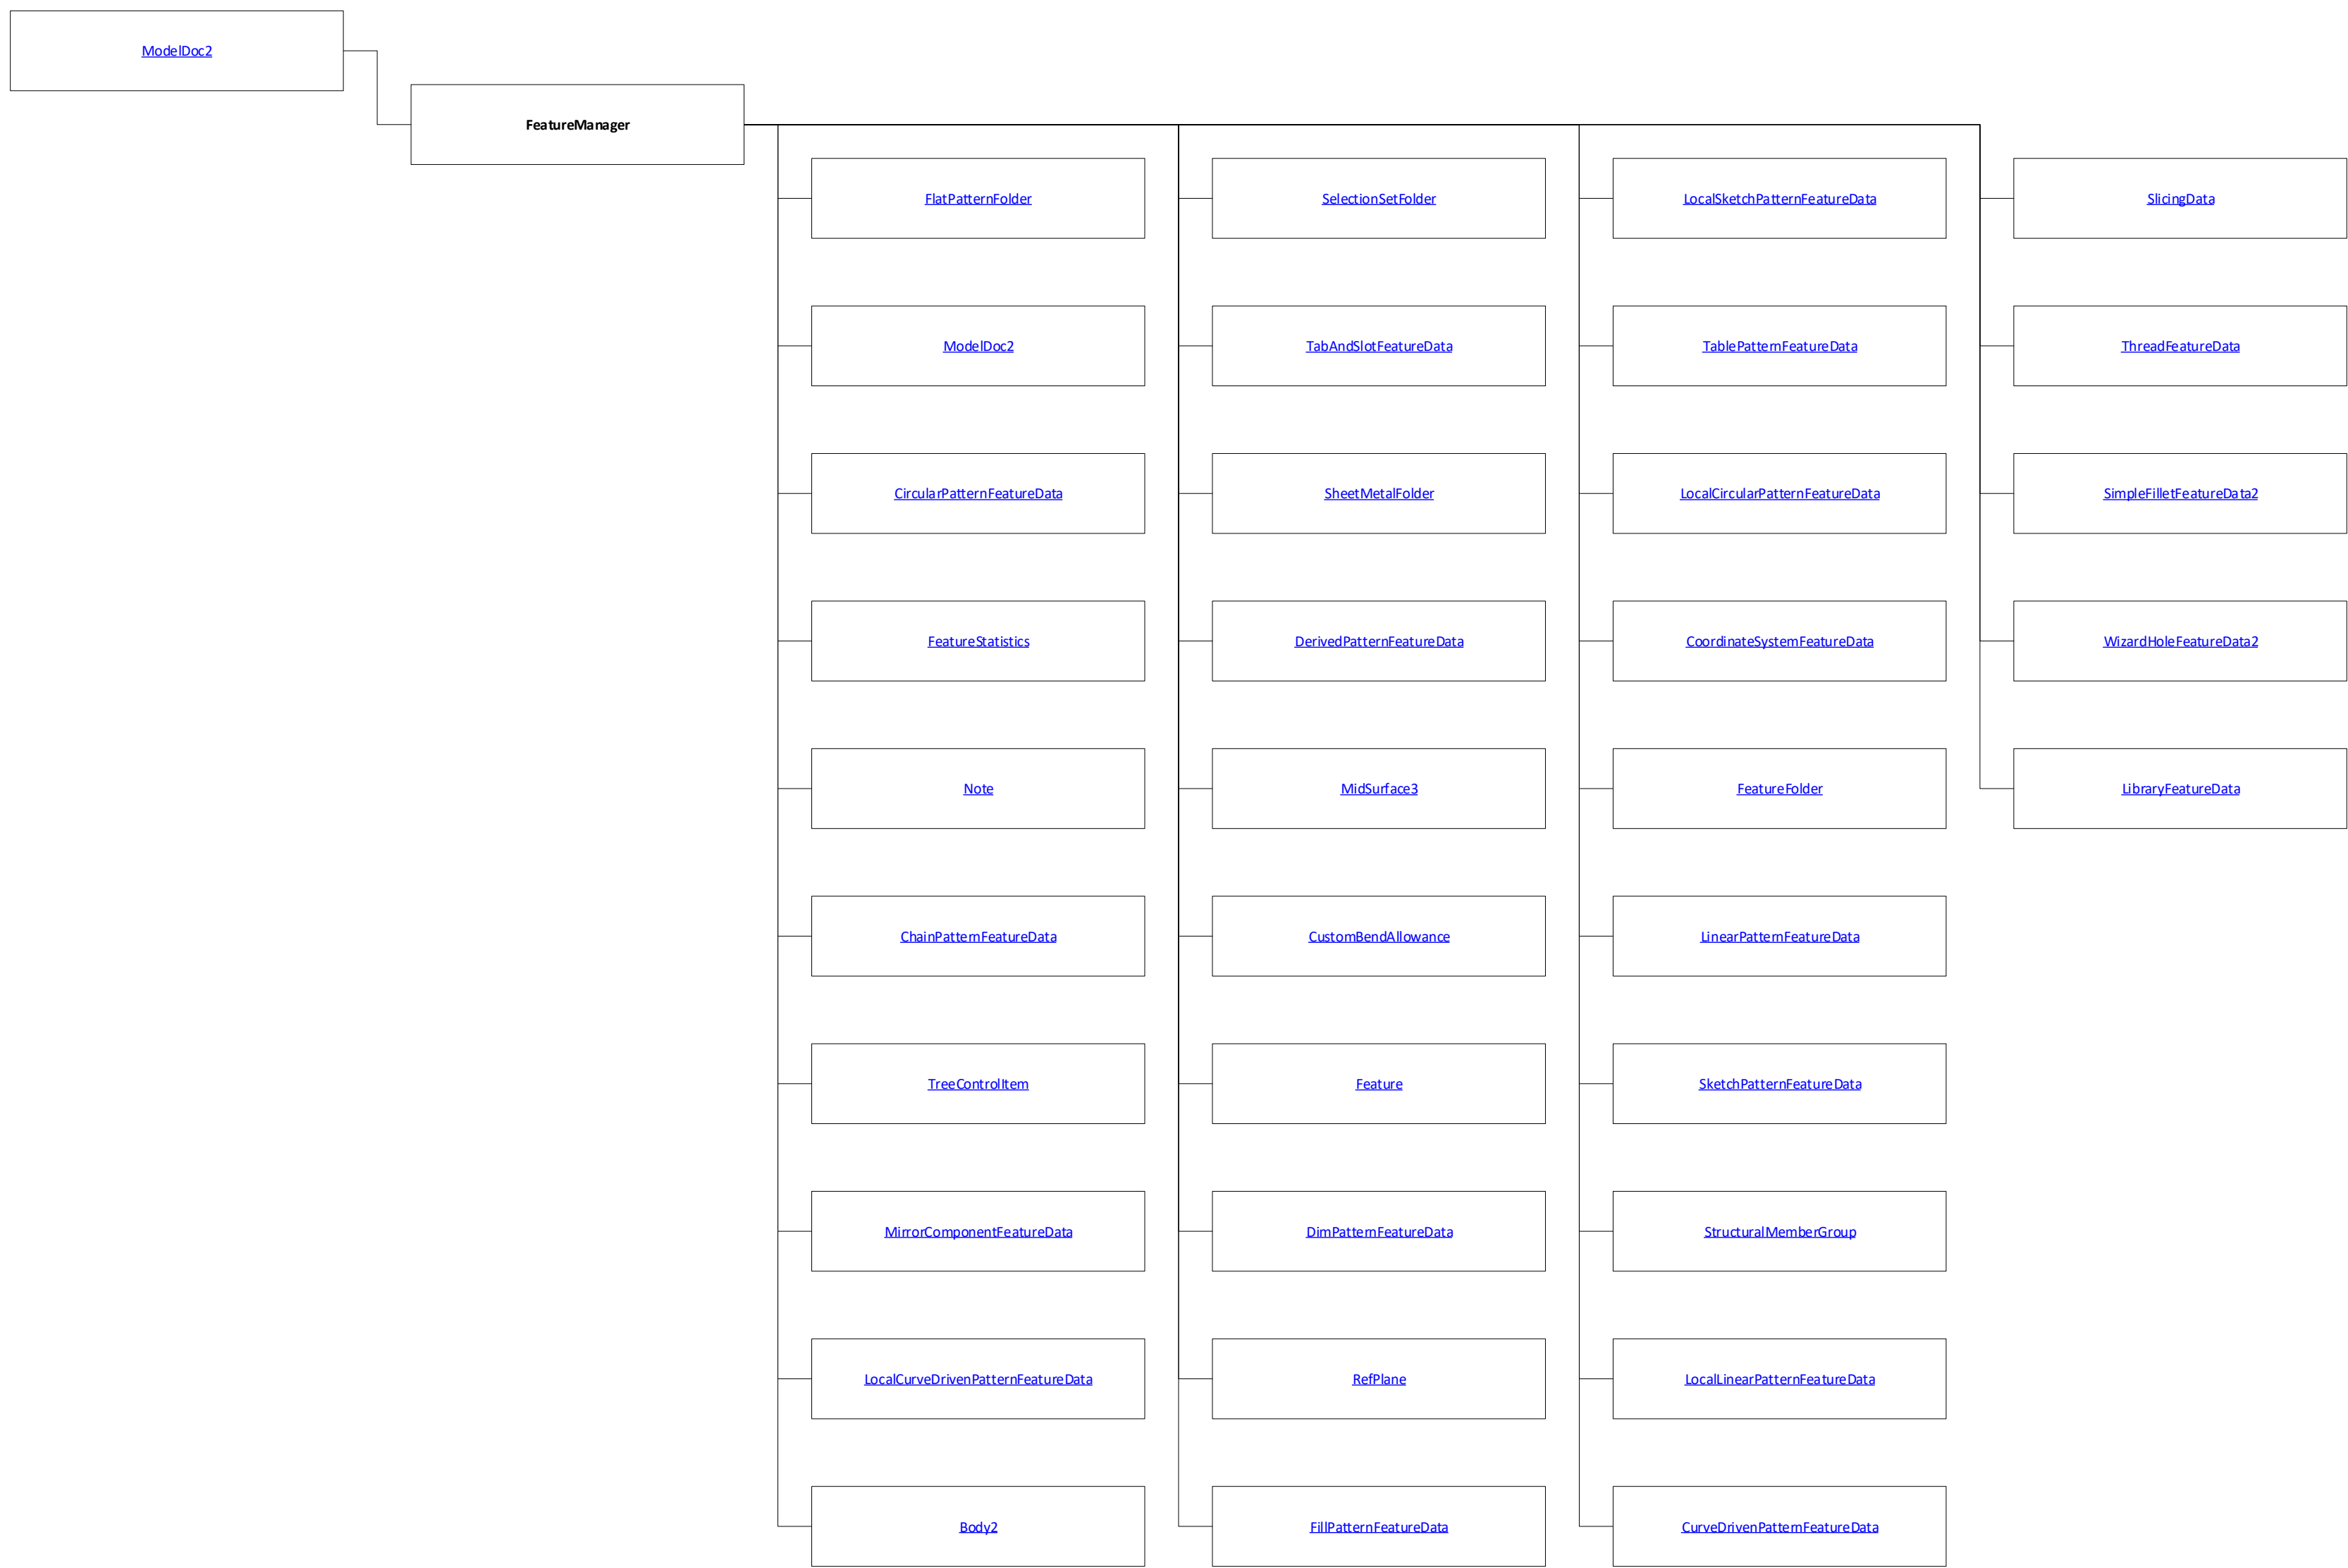 ModelDoc2
FeatureManager
FlatPatternFolder
SelectionSetFolder
LocalSketchPatternFeatureData
SlicingData
ModelDoc2
TabAndSlotFeatureData
TablePatternFeatureData
ThreadFeatureData
CircularPatternFeatureData
SheetMetalFolder
LocalCircularPatternFeatureData
SimpleFilletFeatureData2
FeatureStatistics
DerivedPatternFeatureData
CoordinateSystemFeatureData
WizardHoleFeatureData2
Note
MidSurface3
FeatureFolder
LibraryFeatureData
ChainPatternFeatureData
CustomBendAllowance
LinearPatternFeatureData
TreeControlItem
Feature
SketchPatternFeatureData
MirrorComponentFeatureData
DimPatternFeatureData
StructuralMemberGroup
LocalCurveDrivenPatternFeatureData
RefPlane
LocalLinearPatternFeatureData
Body2
FillPatternFeatureData
CurveDrivenPatternFeatureData